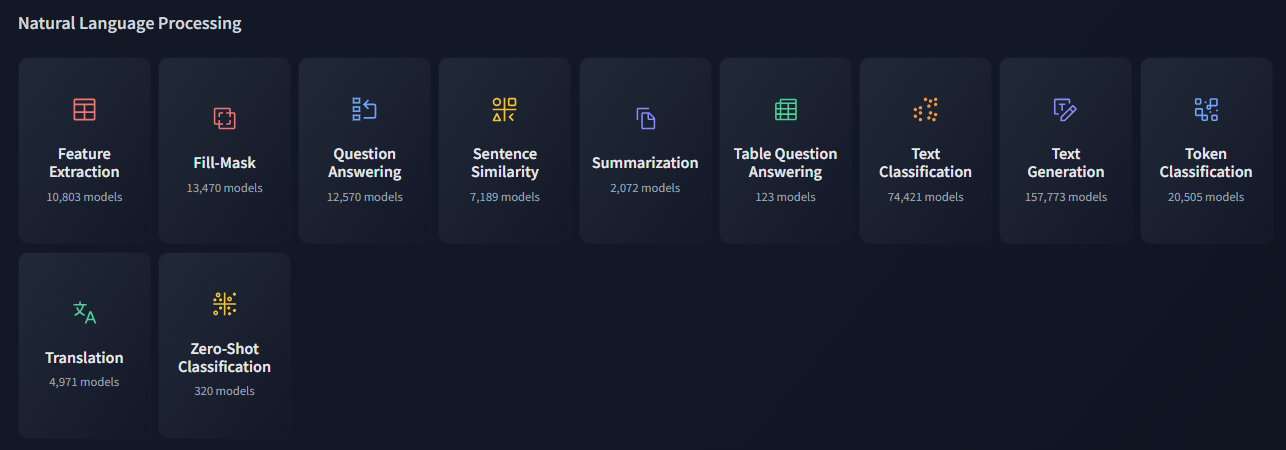 Natural Language Processing
Feature
Extraction
10,803 models
Fill-Mask
13,470 models
Question
Answering
12,570 models
Sentence
Similarity
7,189 models
Summarization
2,072 models
Table Question
Answering
123 models
Text
Classification
74,421 models
Text
Generation
157,773 models
Token
Classification
20,505 models
Translation
4,971 models
Zero-Shot
Classification
320 models